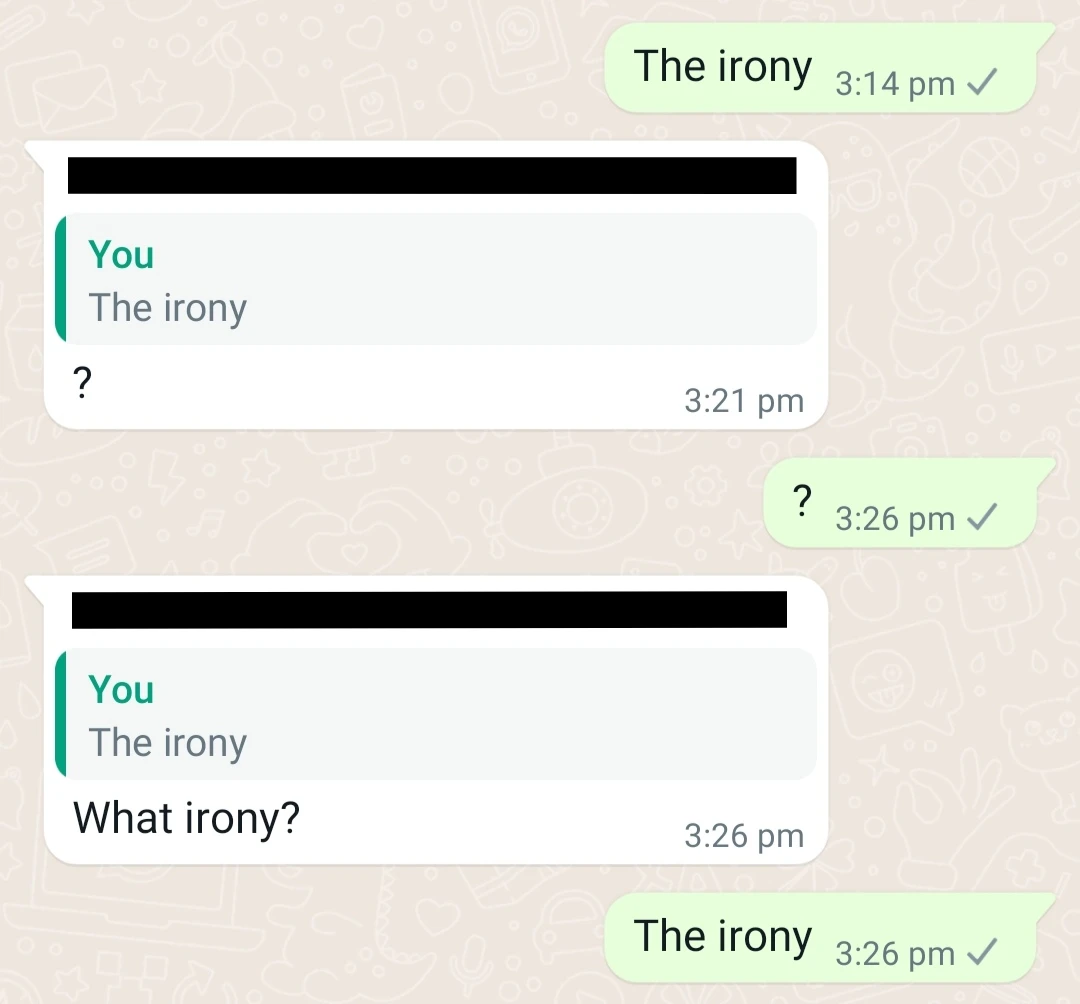 The irony 3:14 pm
You
The irony
?
3:21 pm
? 3:26 pm
You
The irony
What irony?
3:26 pm
The irony 3:26 pm